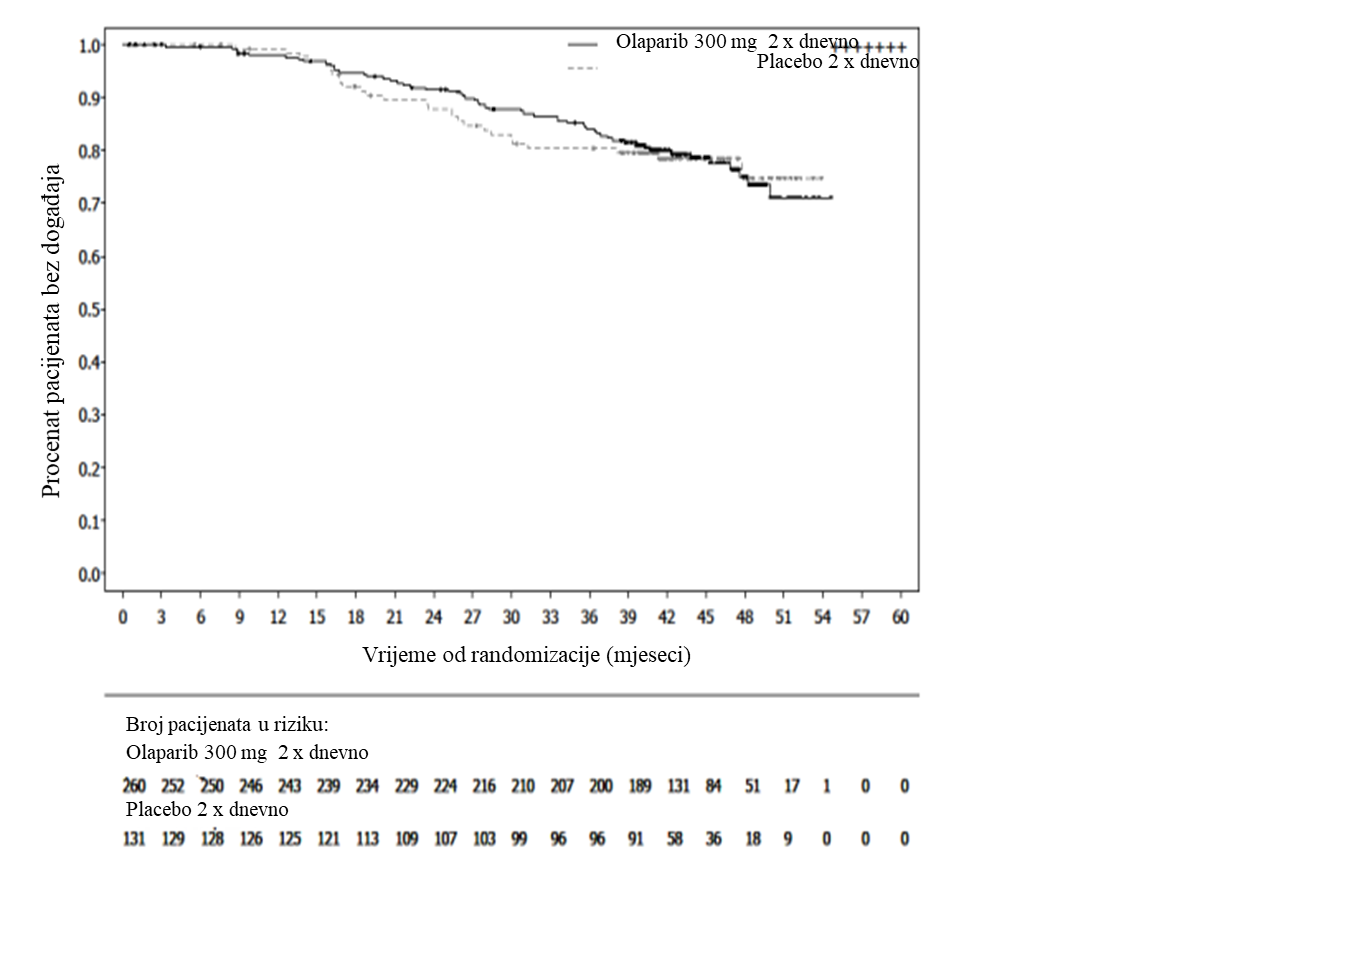 Olaparib 300 mg 2 x dnevno
Placebo 2 x dnevno
Procenat pacijenata bez događaja
1.0
0.9
0.8
0.7
0.6
0.5
0.4
0.3
0.2
0.1
0.0
0 3 6 9 12 15 18 21 24 27 30 33 36 39 42 45 48 51 54 57 60
Vrijeme od randomizacije (mjeseci)
Broj pacijenata u riziku:
Olaparib 300 mg 2 x dnevno
260 252 250 246 243 239 234 229 224 216 210 207 200 189 131 84 51 17 1 0 0
Placebo 2 x dnevno
131 129 128 126 125 121 113 109 107 103 99 96 96 91 58 36 18 9 0 0 0